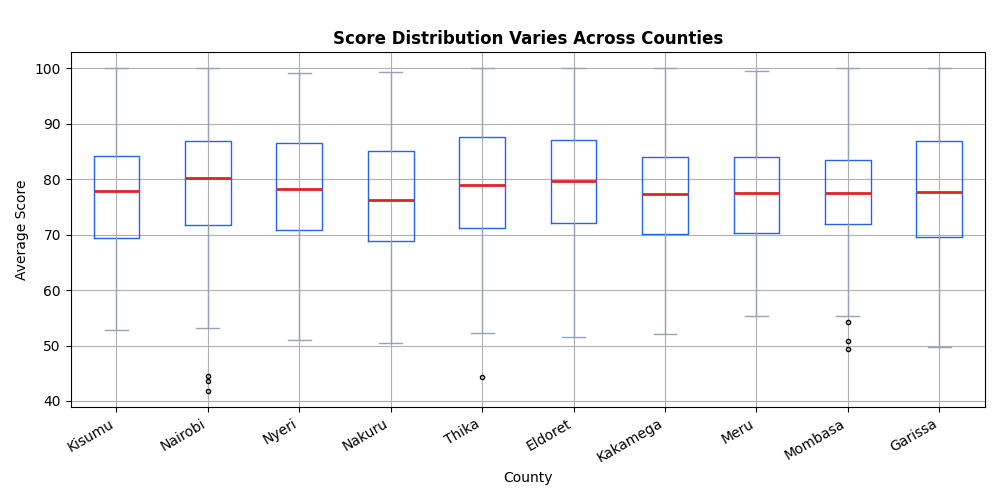 Score Distribution Varies Across Counties
Average Score
100
90
80
70
60
50
40
Kisumu
Nairobi
Nyeri
Nakuru
Thika
Eldoret
Kakamega
Meru
Mombasa
Garissa
County